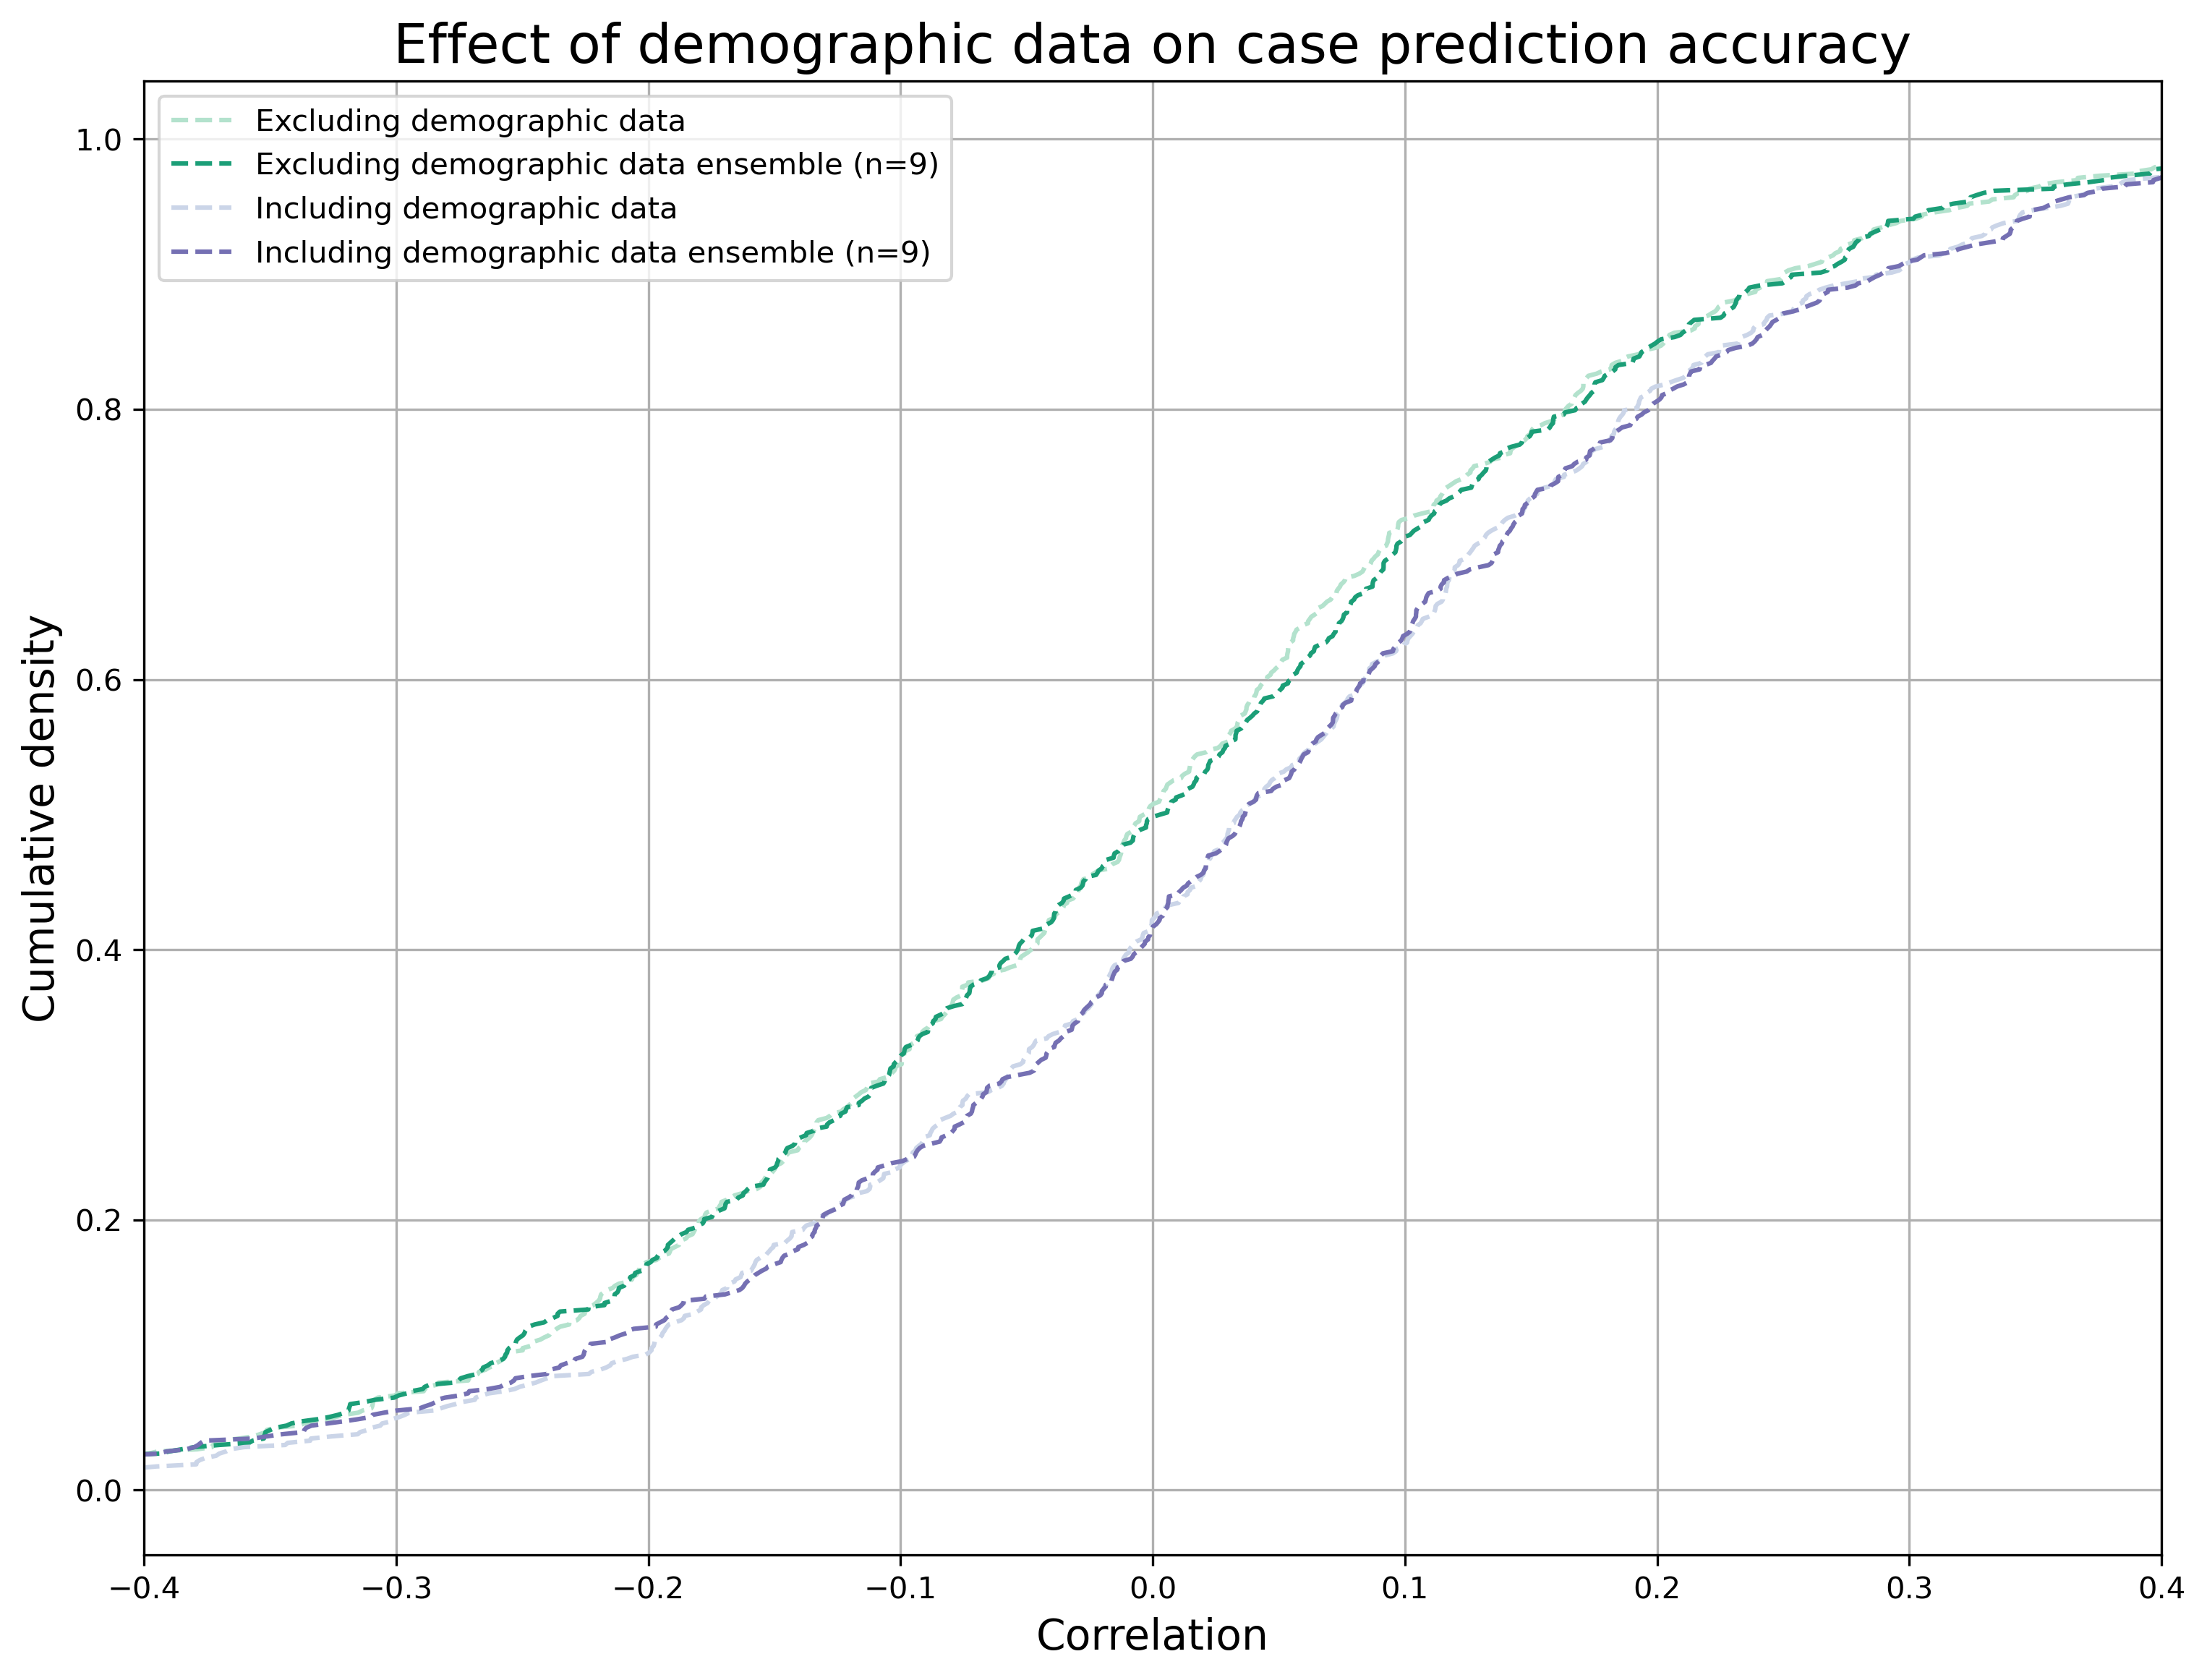 Effect of demographic data on case prediction accuracy
Excluding demographic data
Excluding demographic data ensemble (n=9)
Including demographic data
Including demographic data ensemble (n=9)
Cumulative density
1.0
0.8
0.6
0.4
0.2
0.0
−0.4 −0.3 −0.2 −0.1 0.0 0.1 0.2 0.3 0.4
Correlation